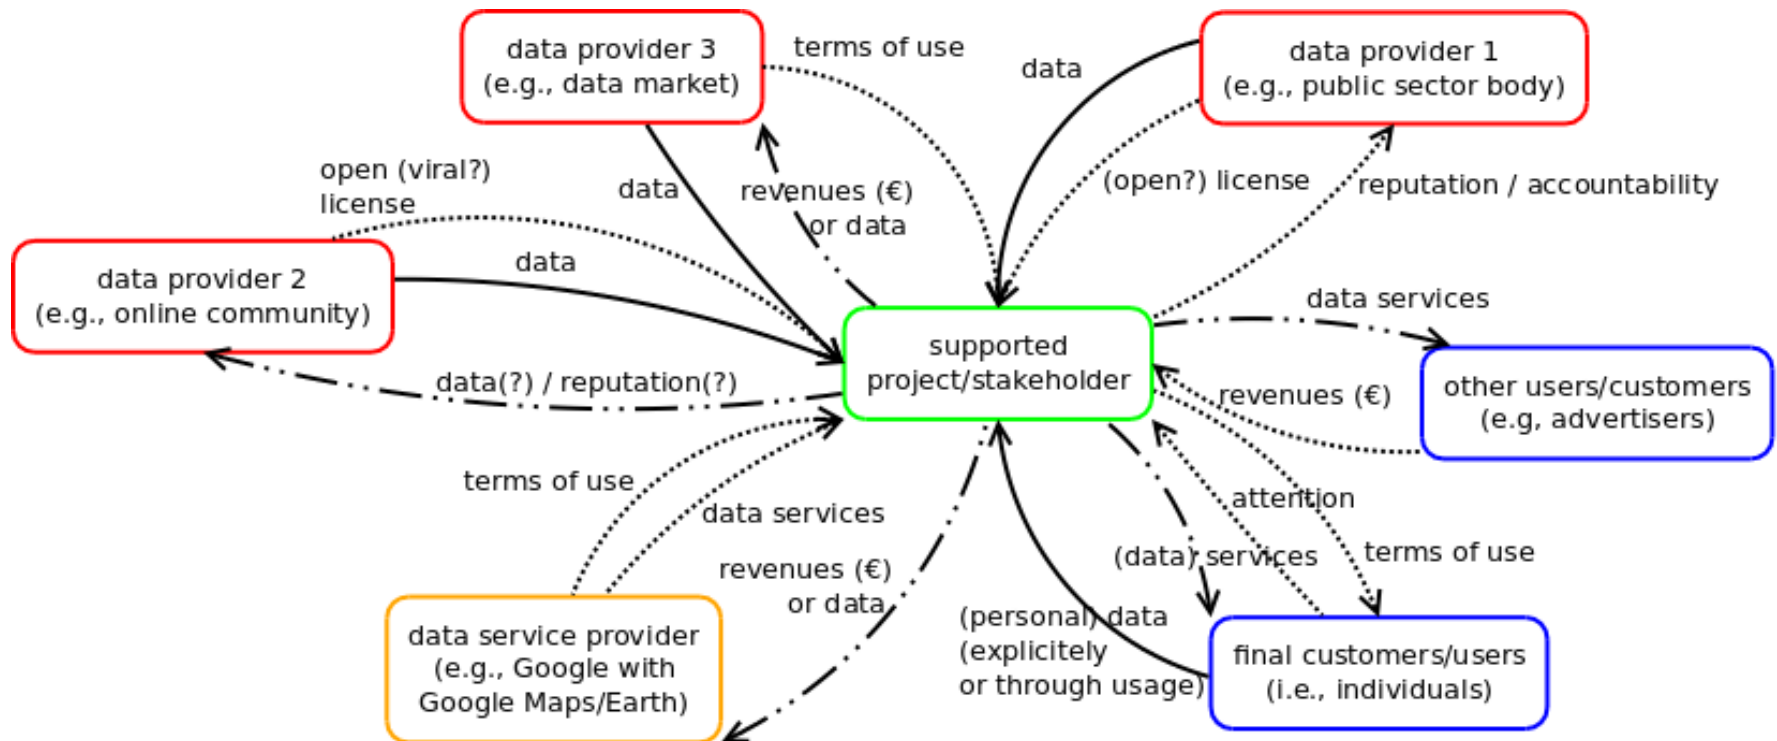 data provider 3
(e.g., data market)
terms of use
data
data provider 1
(e.g., public sector body)
open (viral?)
license
data
revenues (€)
or data
(open?) license
reputation / accountability
data provider 2
(e.g., online community)
data
data services
supported
project/stakeholder
data(?) / reputation(?)
revenues (€)
other users/customers
(e.g, advertisers)
terms of use
data services
attention
revenues (€)
or data
(data) services
terms of use
(personal) data
(explicitely
or through usage)
data service provider
(e.g., Google with
Google Maps/Earth)
final customers/users
(i.e., individuals)